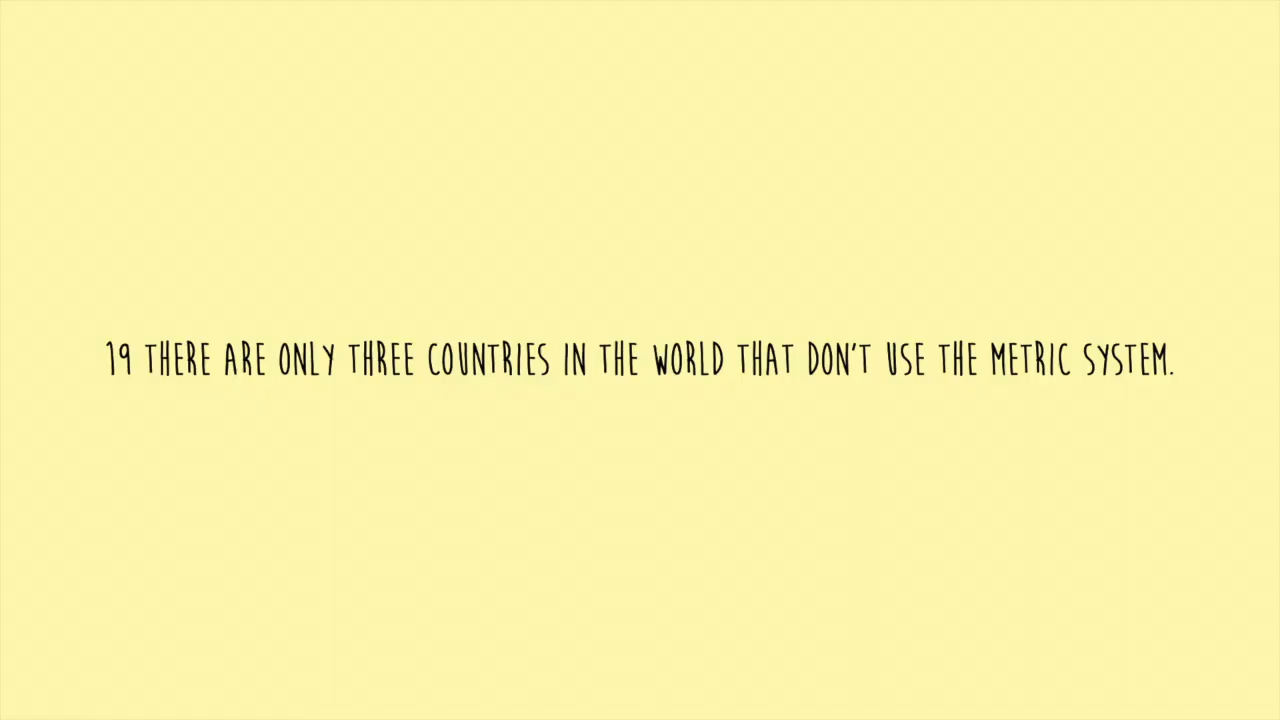 19 THERE ARE ONLY THREE COUNTRIES IN THE WORLD THAT DON'T USE THE METRIC SYSTEM.